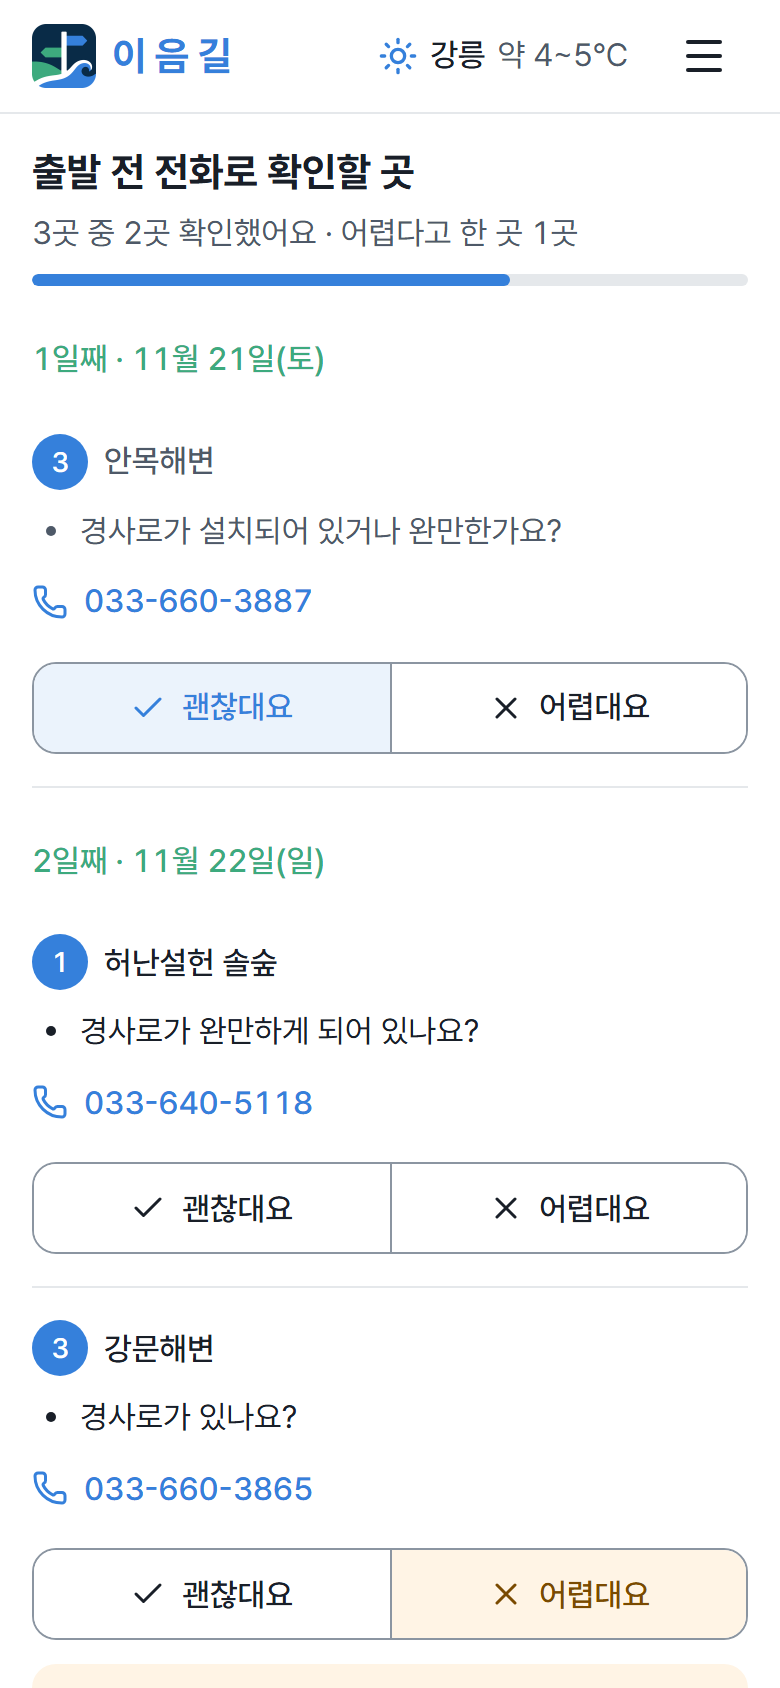 이음길
강릉 약 4~5°C
출발 전 전화로 확인할 곳
3곳 중 2곳 확인했어요 · 어렵다고 한 곳 1곳
1일째 · 11월 21일(토)
3 안목해변
• 경사로가 설치되어 있거나 완만한가요?
033-660-3887
괜찮대요 어렵대요
2일째 · 11월 22일(일)
1 허난설헌 솔숲
• 경사로가 완만하게 되어 있나요?
033-640-5118
괜찮대요 어렵대요
3 강문해변
• 경사로가 있나요?
033-660-3865
괜찮대요 어렵대요